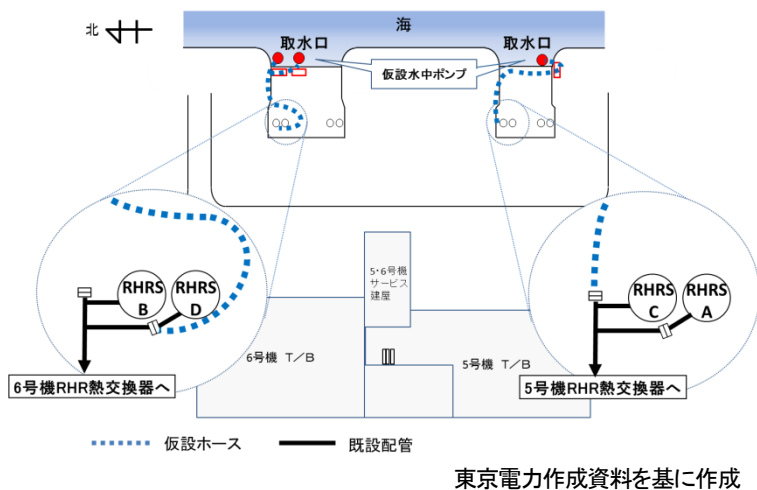 北
海
取水口
取水口
仮設水中ポンプ
RHRS
B
RHRS
D
6号機RHR熱交換器へ
5・6号機
サービス
建屋
6号機 T/B
5号機 T/B
RHRS
C
RHRS
A
5号機RHR熱交換器へ
仮設ホース
既設配管
東京電力作成資料を基に作成